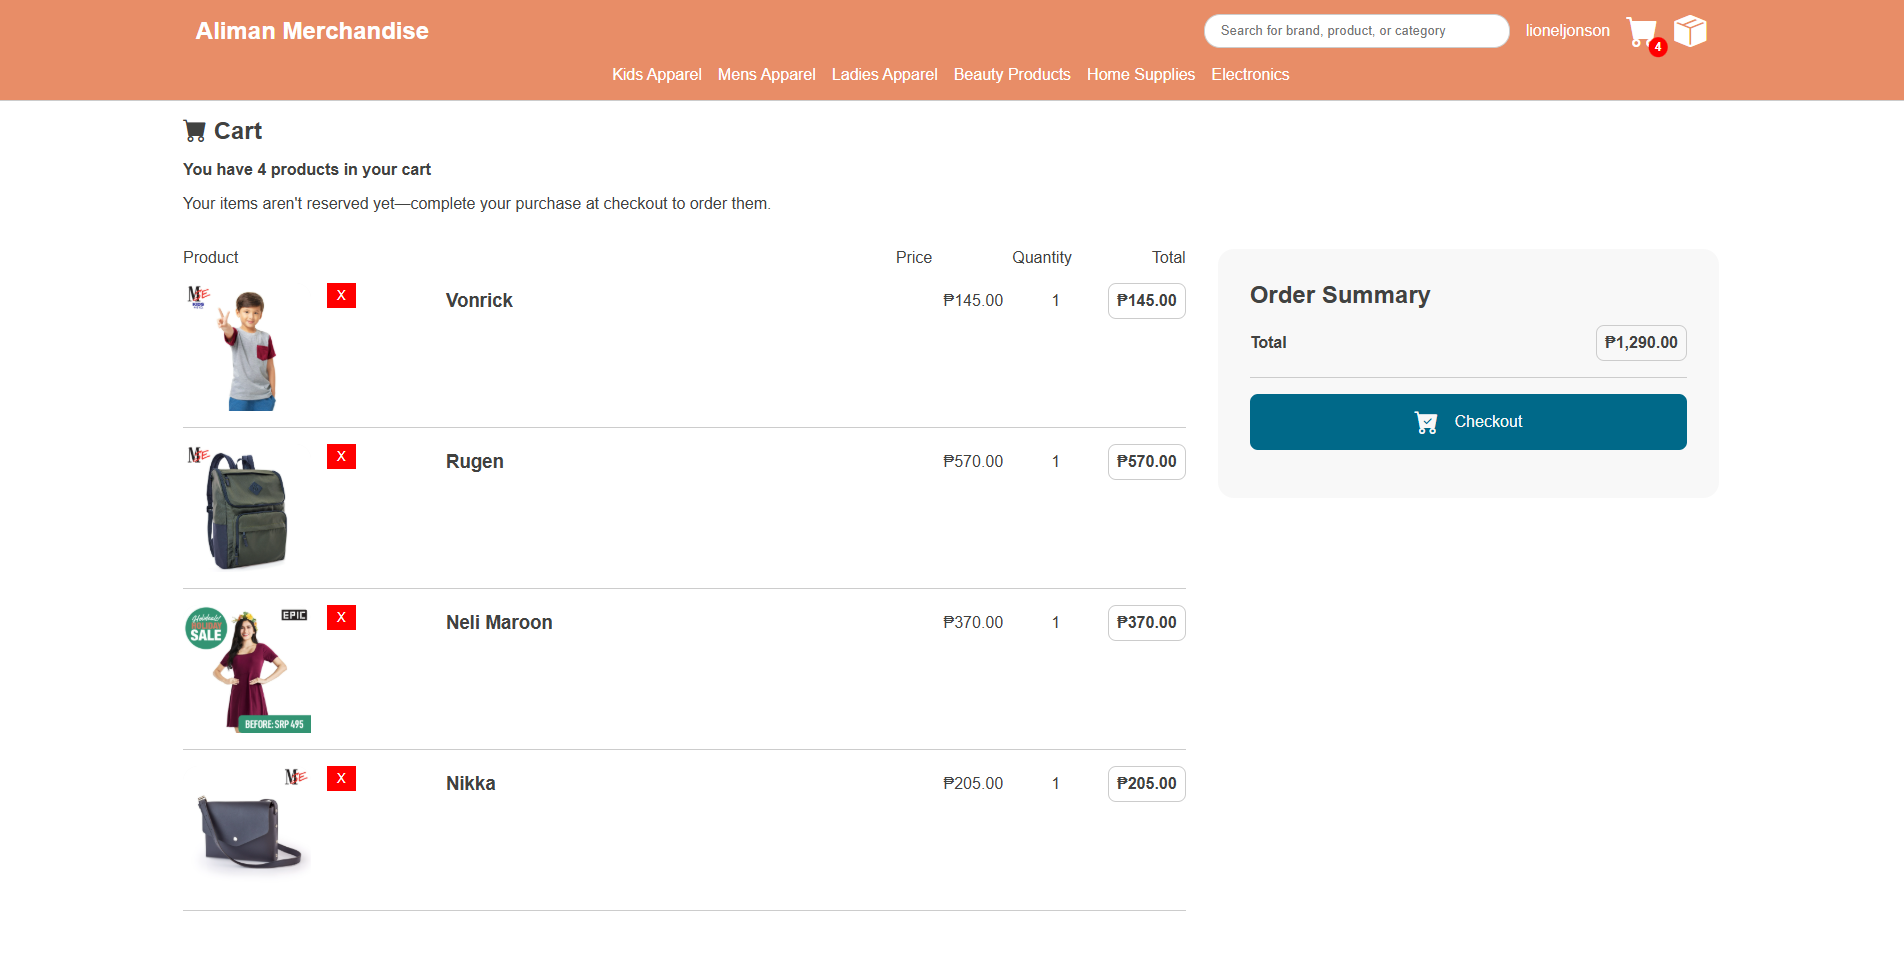 Aliman Merchandise
Search for brand, product, or category
lioneljonson
4
Kids Apparel Mens Apparel Ladies Apparel Beauty Products Home Supplies Electronics
Cart
You have 4 products in your cart
Your items aren't reserved yet—complete your purchase at checkout to order them.
Product Price Quantity Total
X Vonrick ₱145.00 1 ₱145.00
KIDS
X Rugen ₱570.00 1 ₱570.00
HOLIDAY
SALE
EPIC
X Neli Maroon ₱370.00 1 ₱370.00
BEFORE: SRP 495
X Nikka ₱205.00 1 ₱205.00
Order Summary
Total ₱1,290.00
Checkout